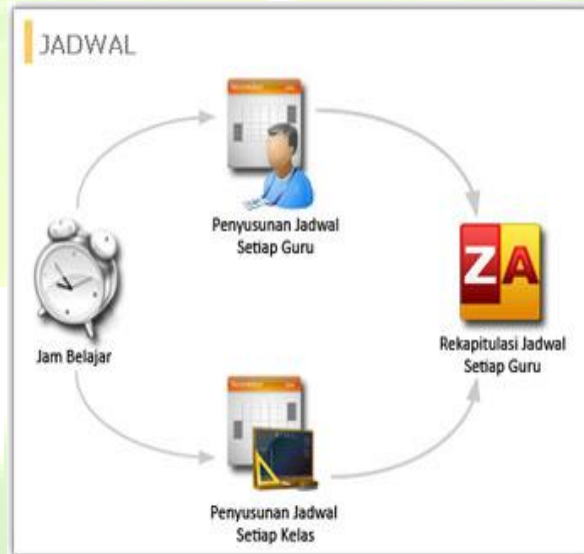 JADWAL
Penyusunan Jadwal
Setiap Guru
Jam Belajar
ZA
Rekapitulasi Jadwal
Setiap Guru
Penyusunan Jadwal
Setiap Kelas